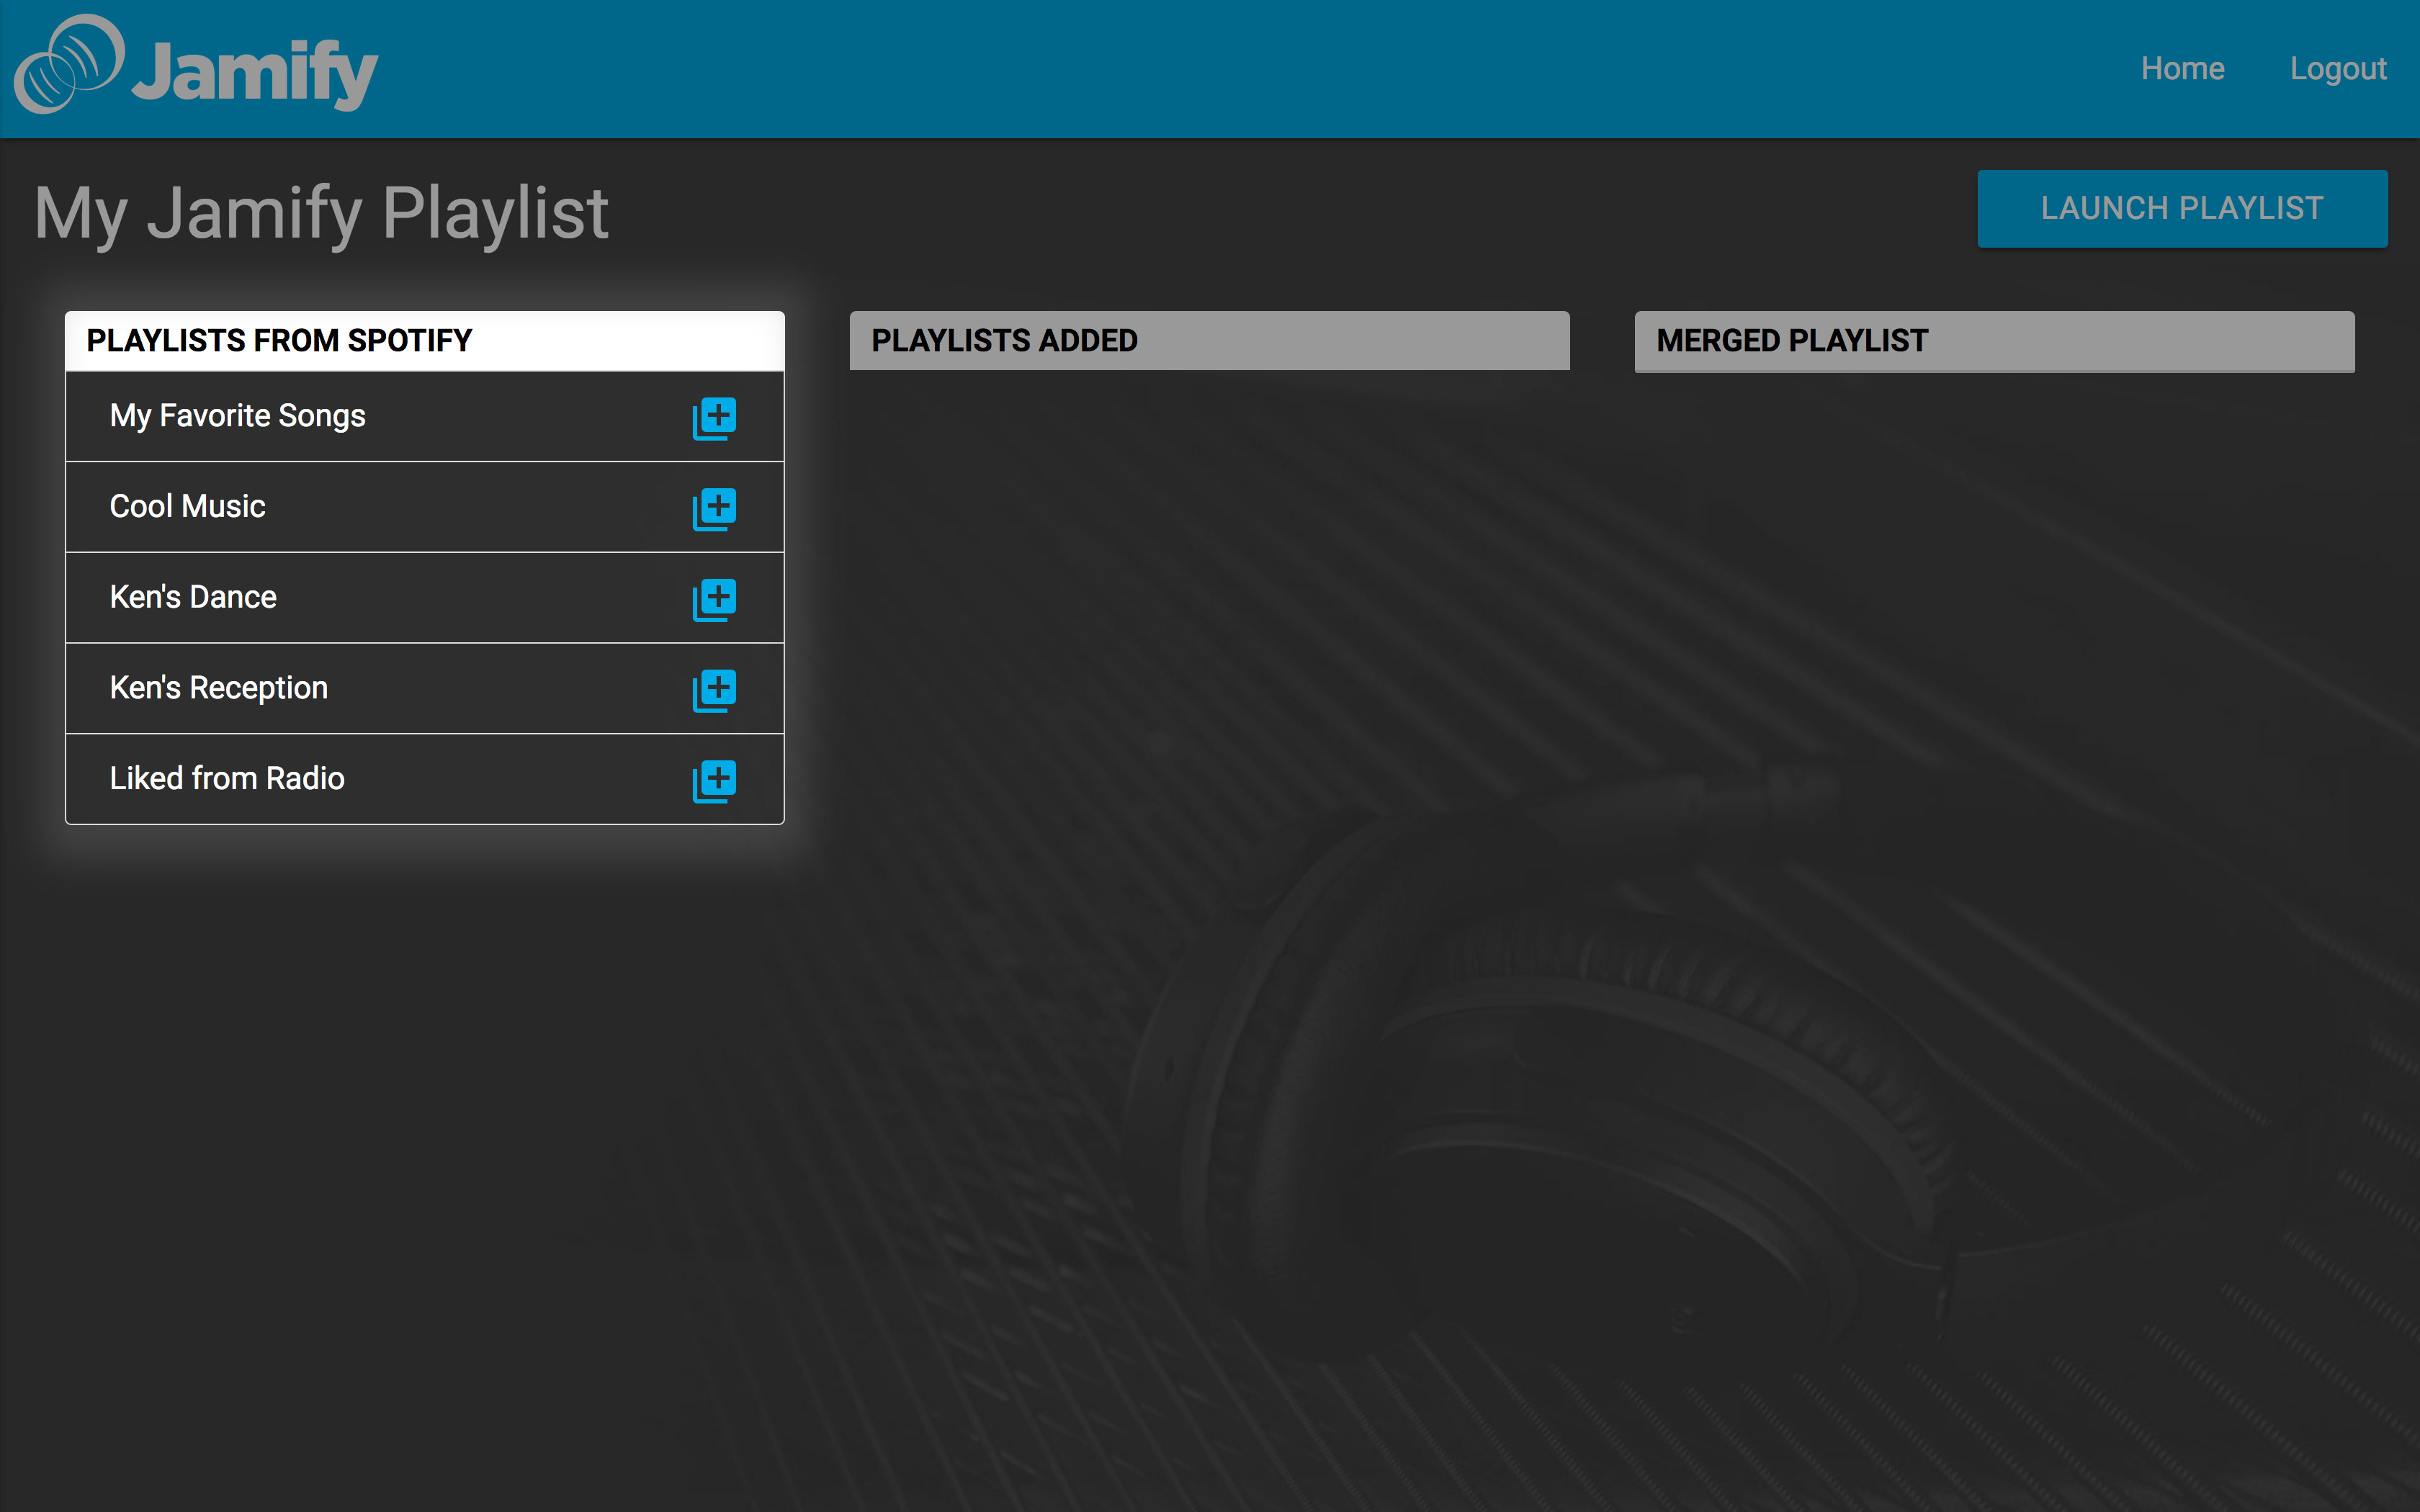 Jamify
Home
Logout
My Jamify Playlist
LAUNCH PLAYLIST
PLAYLISTS FROM SPOTIFY
My Favorite Songs
Cool Music
Ken's Dance
Ken's Reception
Liked from Radio
PLAYLISTS ADDED
MERGED PLAYLIST